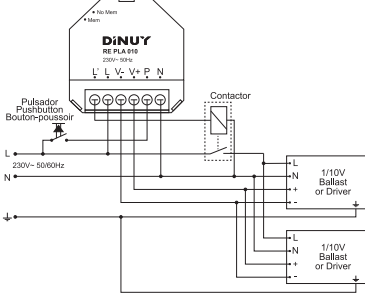 No Mem
Mem
DiNUY
RE PLA 010
230V~ 50Hz
L' L V- V+ P N
Pulsador
Pushbutton
Bouton-poussoir
Contactor
L
230V~ 50/60Hz
N
L
N
+
-
1/10V
Ballast
or Driver
L
N
+
-
1/10V
Ballast
or Driver